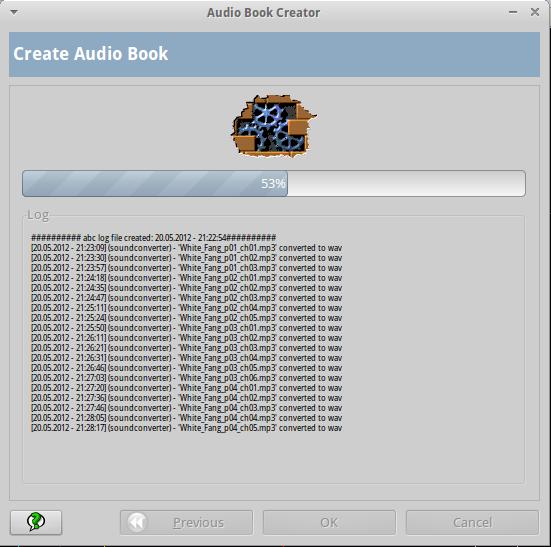 Audio Book Creator
Create Audio Book
53%
Log
########## abc log file created: 20.05.2012 - 21:22:54##########
[20.05.2012 - 21:23:09] (soundconverter) - 'White_Fang_p01_ch01.mp3' converted to wav
[20.05.2012 - 21:23:30] (soundconverter) - 'White_Fang_p01_ch02.mp3' converted to wav
[20.05.2012 - 21:23:57] (soundconverter) - 'White_Fang_p01_ch03.mp3' converted to wav
[20.05.2012 - 21:24:18] (soundconverter) - 'White_Fang_p02_ch01.mp3' converted to wav
[20.05.2012 - 21:24:35] (soundconverter) - 'White_Fang_p02_ch02.mp3' converted to wav
[20.05.2012 - 21:24:47] (soundconverter) - 'White_Fang_p02_ch03.mp3' converted to wav
[20.05.2012 - 21:25:11] (soundconverter) - 'White_Fang_p02_ch04.mp3' converted to wav
[20.05.2012 - 21:25:24] (soundconverter) - 'White_Fang_p02_ch05.mp3' converted to wav
[20.05.2012 - 21:25:50] (soundconverter) - 'White_Fang_p03_ch01.mp3' converted to wav
[20.05.2012 - 21:26:11] (soundconverter) - 'White_Fang_p03_ch02.mp3' converted to wav
[20.05.2012 - 21:26:21] (soundconverter) - 'White_Fang_p03_ch03.mp3' converted to wav
[20.05.2012 - 21:26:31] (soundconverter) - 'White_Fang_p03_ch04.mp3' converted to wav
[20.05.2012 - 21:26:46] (soundconverter) - 'White_Fang_p03_ch05.mp3' converted to wav
[20.05.2012 - 21:27:03] (soundconverter) - 'White_Fang_p03_ch06.mp3' converted to wav
[20.05.2012 - 21:27:20] (soundconverter) - 'White_Fang_p04_ch01.mp3' converted to wav
[20.05.2012 - 21:27:36] (soundconverter) - 'White_Fang_p04_ch02.mp3' converted to wav
[20.05.2012 - 21:27:46] (soundconverter) - 'White_Fang_p04_ch03.mp3' converted to wav
[20.05.2012 - 21:28:05] (soundconverter) - 'White_Fang_p04_ch04.mp3' converted to wav
[20.05.2012 - 21:28:17] (soundconverter) - 'White_Fang_p04_ch05.mp3' converted to wav
Previous
OK
Cancel